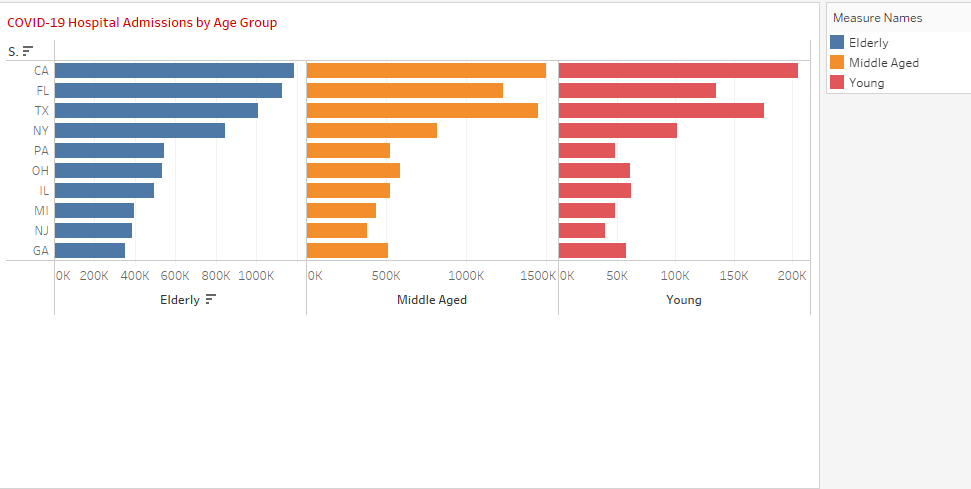 COVID-19 Hospital Admissions by Age Group
S.
CA
FL
TX
NY
PA
OH
IL
MI
NJ
GA
0K 200K 400K 600K 800K 1000K
0K 500K 1000K 1500K
0K 50K 100K 150K 200K
Elderly
Middle Aged
Young
Measure Names
Elderly
Middle Aged
Young